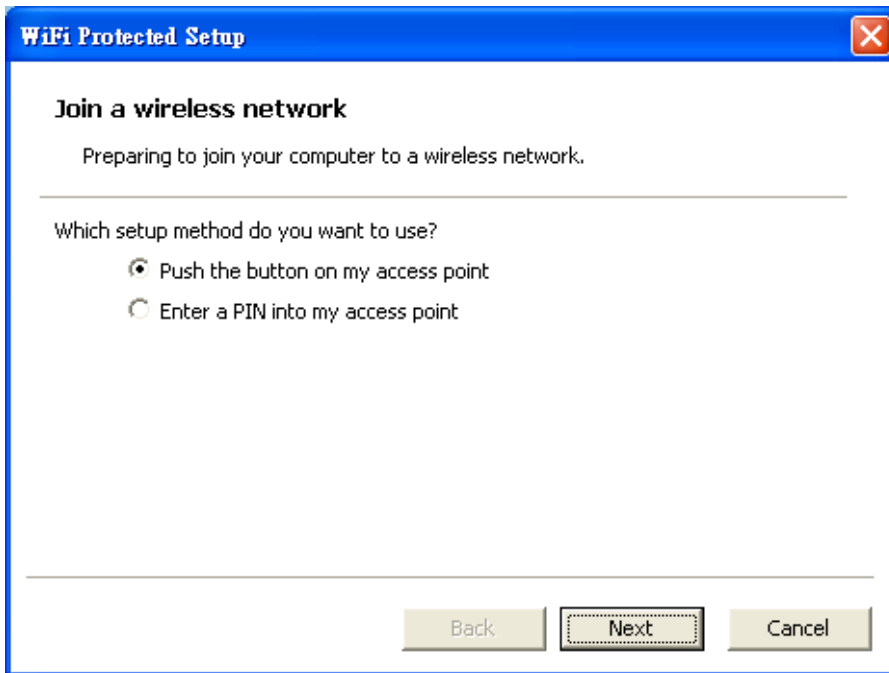 WiFi Protected Setup
Join a wireless network
Preparing to join your computer to a wireless network.
Which setup method do you want to use?
Push the button on my access point
Enter a PIN into my access point
Back Next Cancel